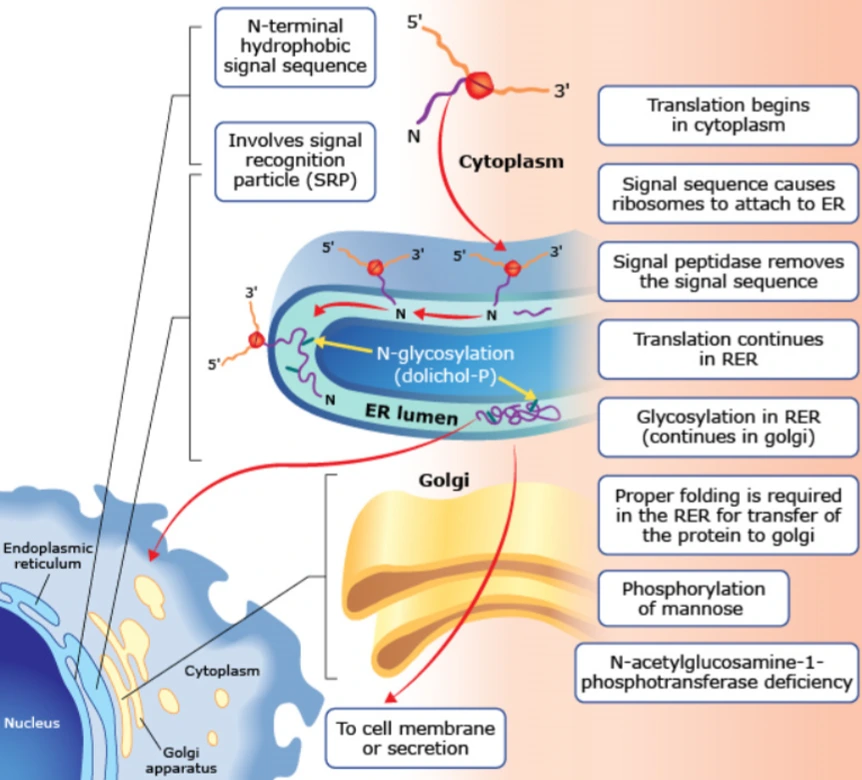 N-terminal
hydrophobic
signal sequence
Involves signal
recognition
particle (SRP)
5'
3'
N
Cytoplasm
5'
3'
5'
3'
3'
5'
N
N
N-glycosylation
(dolichol-P)
N
ER lumen
Golgi
Endoplasmic
reticulum
Cytoplasm
Nucleus
Golgi
apparatus
To cell membrane
or secretion
Translation begins
in cytoplasm
Signal sequence causes
ribosomes to attach to ER
Signal peptidase removes
the signal sequence
Translation continues
in RER
Glycosylation in RER
(continues in golgi)
Proper folding is required
in the RER for transfer of
the protein to golgi
Phosphorylation
of mannose
N-acetylglucosamine-1-
phosphotransferase deficiency